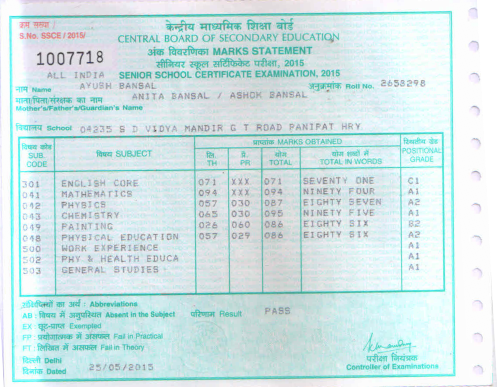 क्रम संख्या /
S.No. SSCE / 2015/
1007718
केन्द्रीय माध्यमिक शिक्षा बोर्ड
CENTRAL BOARD OF SECONDARY EDUCATION
अंक विवरणिका MARKS STATEMENT
सीनियर स्कूल सर्टिफिकेट परीक्षा, 2015
ALL INDIA SENIOR SCHOOL CERTIFICATE EXAMINATION, 2015
नाम Name AYUSH BANSAL अनुक्रमांक Roll No. 2658298
माता/पिता/संरक्षक का नाम ANITA BANSAL / ASHOK BANSAL
Mother's/Father's/Guardian's Name
विद्यालय School 04235 S D VIDYA MANDIR G T ROAD PANIPAT HRY
विषय कोड SUB. CODE विषय SUBJECT प्राप्तांक MARKS OBTAINED POSITIONAL GRADE
लि. TH प्रे. PR योग TOTAL योग शब्दों में TOTAL IN WORDS
301 ENGLISH CORE 071 XXX 071 SEVENTY ONE C1
041 MATHEMATICS 094 XXX 094 NINETY FOUR A1
042 PHYSICS 057 030 087 EIGHTY SEVEN A2
043 CHEMISTRY 065 030 095 NINETY FIVE A1
049 PAINTING 026 060 086 EIGHTY SIX B2
048 PHYSICAL EDUCATION 057 029 086 EIGHTY SIX A2
500 WORK EXPERIENCE A1
502 PHY & HEALTH EDUCA A1
503 GENERAL STUDIES A1
का अर्थ : Abbreviations
AB : विषय में अनुपस्थित Absent in the Subject परिणाम Result PASS
EX : Exempted
FP : प्रयोगात्मक में असफल Fail in Practical
FT : लिखित में असफल Fail in Theory
दिल्ली Delhi
दिनांक Dated 25/05/2015
परीक्षा नियंत्रक
Controller of Examinations